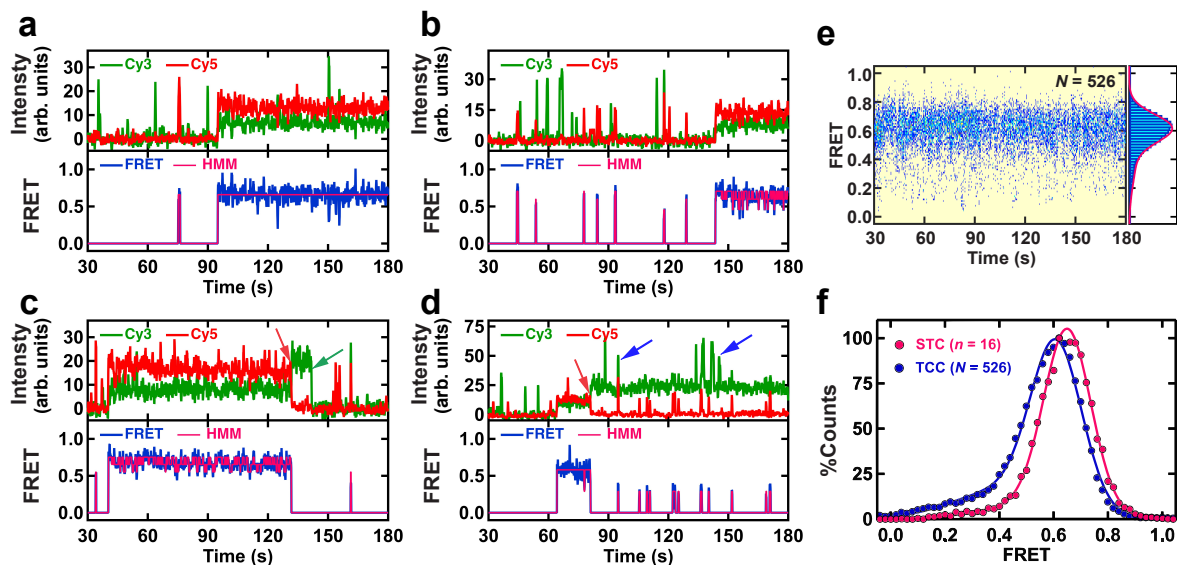 a
Intensty
(arb. units)
Cy3 Cy5
30
20
10
0
FRET
FRET HMM
1.0
0.5
0.0
30 60 90 120 150 180
Time (s)
b
Intensty
(arb. units)
Cy3 Cy5
30
15
0
FRET
FRET HMM
1.0
0.5
0.0
30 60 90 120 150 180
Time (s)
e
N = 526
FRET
1.0
0.8
0.6
0.4
0.2
0.0
30 60 90 120 150 180
Time (s)
c
Intensty
(arb. units)
Cy3 Cy5
30
20
10
0
FRET
FRET HMM
1.0
0.5
0.0
30 60 90 120 150 180
Time (s)
d
Intensty
(arb. units)
Cy3 Cy5
75
50
25
0
FRET
FRET HMM
1.0
0.5
0.0
30 60 90 120 150 180
Time (s)
f
STC (n = 16)
TCC (N = 526)
%Counts
100
75
50
25
0
0.0 0.2 0.4 0.6 0.8 1.0
FRET